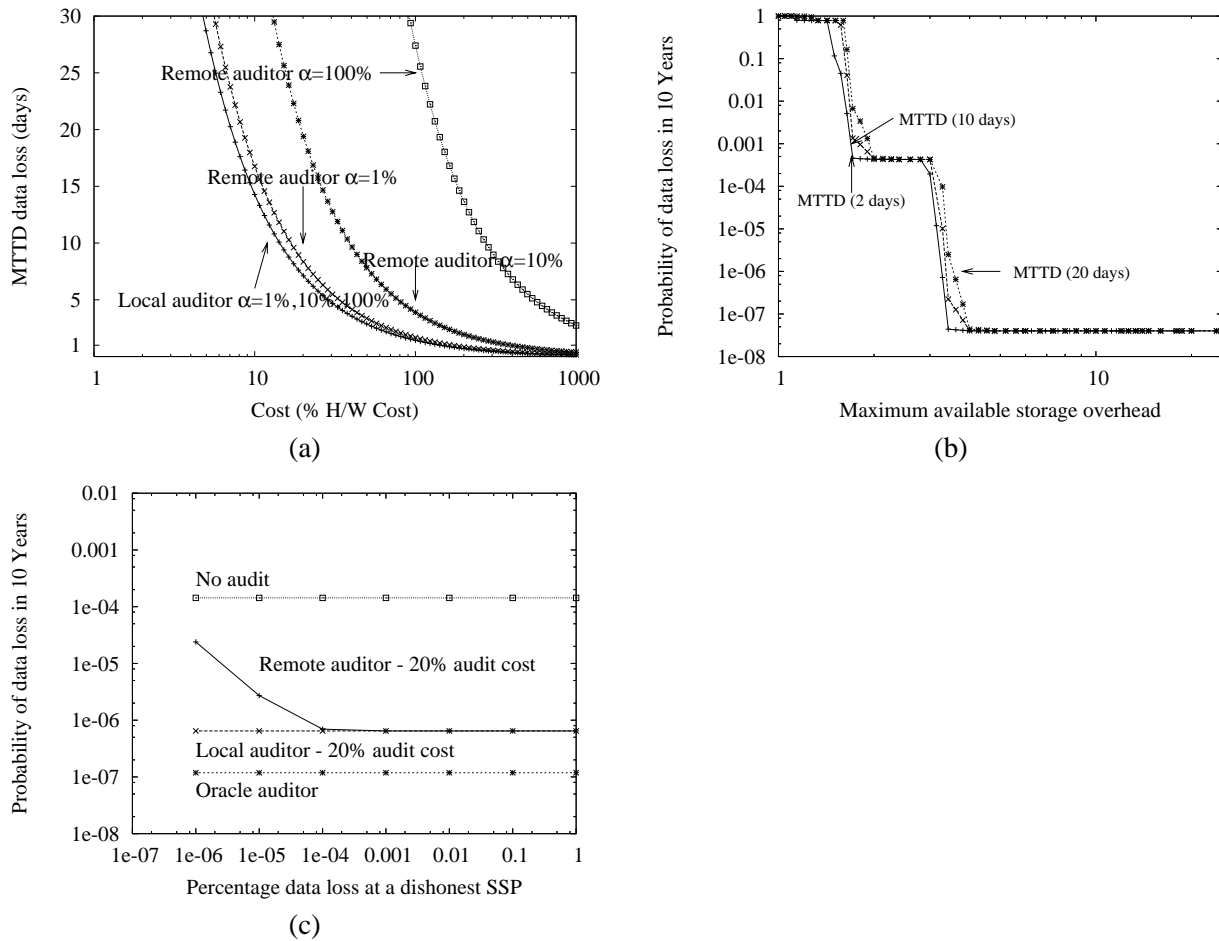 30
25
20
15
10
5
1
MTTD data loss (days)
Remote auditor α=100%
Remote auditor α=1%
Remote auditor α=10%
Local auditor α=1%,10%,100%
1 10 100 1000
Cost (% H/W Cost)
(a)
1
0.1
0.01
0.001
1e-04
1e-05
1e-06
1e-07
1e-08
Probability of data loss in 10 Years
MTTD (10 days)
MTTD (2 days)
MTTD (20 days)
1 10
Maximum available storage overhead
(b)
0.01
0.001
1e-04
1e-05
1e-06
1e-07
1e-08
Probability of data loss in 10 Years
No audit
Remote auditor - 20% audit cost
Local auditor - 20% audit cost
Oracle auditor
1e-07 1e-06 1e-05 1e-04 0.001 0.01 0.1 1
Percentage data loss at a dishonest SSP
(c)